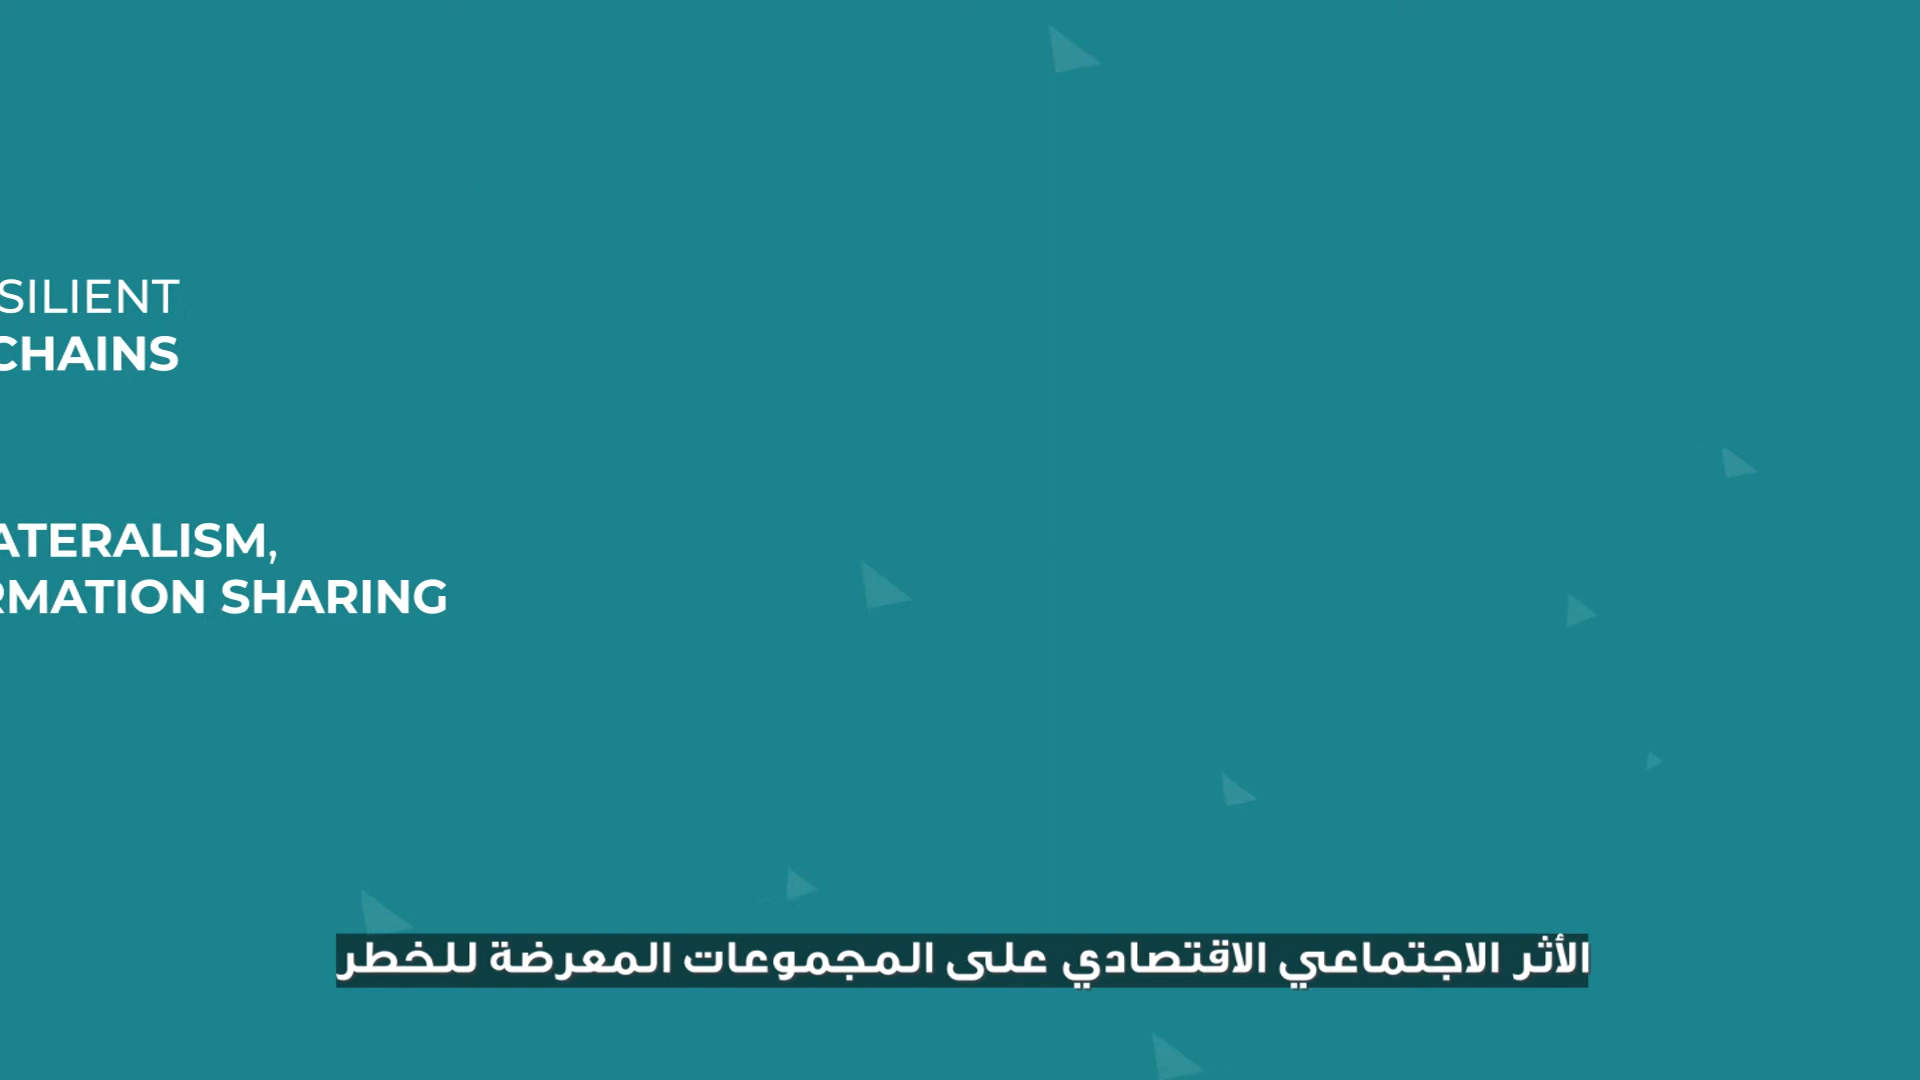 SILIENT
CHAINS
ATERALISM,
RMATION SHARING
الأثر الاجتماعي الاقتصادي على المجموعات المعرضة للخطر